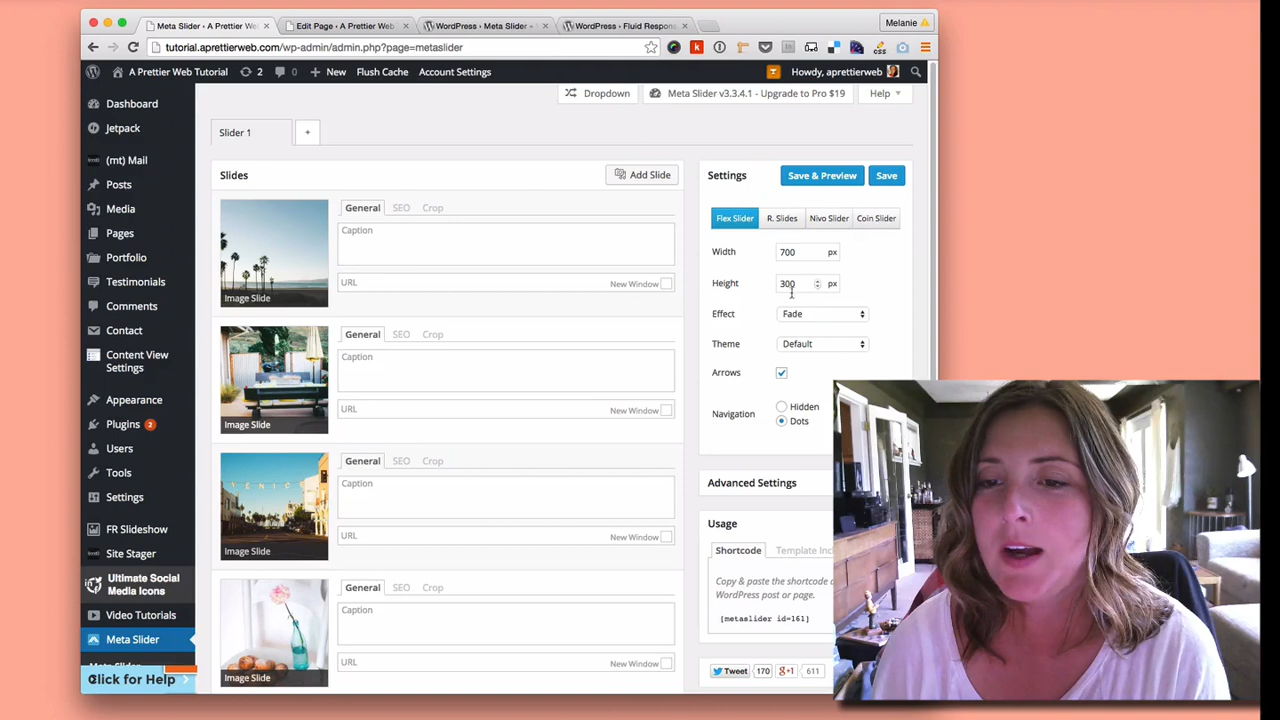 Meta Slider ‹ A Prettier We
Edit Page ‹ A Prettier Web
WordPress › Meta Slider «
WordPress › Fluid Respons
Melanie
tutorial.aprettierweb.com/wp-admin/admin.php?page=metaslider
A Prettier Web Tutorial 2 0 + New Flush Cache Account Settings Howdy, aprettierweb
Dashboard
Jetpack
(mt) Mail
Posts
Media
Pages
Portfolio
Testimonials
Comments
Contact
Content View
Settings
Appearance
Plugins 2
Users
Tools
Settings
FR Slideshow
Site Stager
Ultimate Social
Media Icons
Video Tutorials
Meta Slider
Click for Help
Dropdown Meta Slider v3.3.4.1 - Upgrade to Pro $19 Help
Slider 1 +
Slides Add Slide
General SEO Crop
Caption
URL New Window
Image Slide
General SEO Crop
Caption
URL New Window
Image Slide
General SEO Crop
Caption
VENICE
URL New Window
Image Slide
General SEO Crop
Caption
URL New Window
Image Slide
Settings Save & Preview Save
Flex Slider R. Slides Nivo Slider Coin Slider
Width 700 px
Height 300 px
Effect Fade
Theme Default
Arrows
Navigation Hidden
Dots
Advanced Settings
Usage
Shortcode Template Incl
Copy & paste the shortcode
WordPress post or page.
[metaslider id=161]
Tweet 170 g+1 611